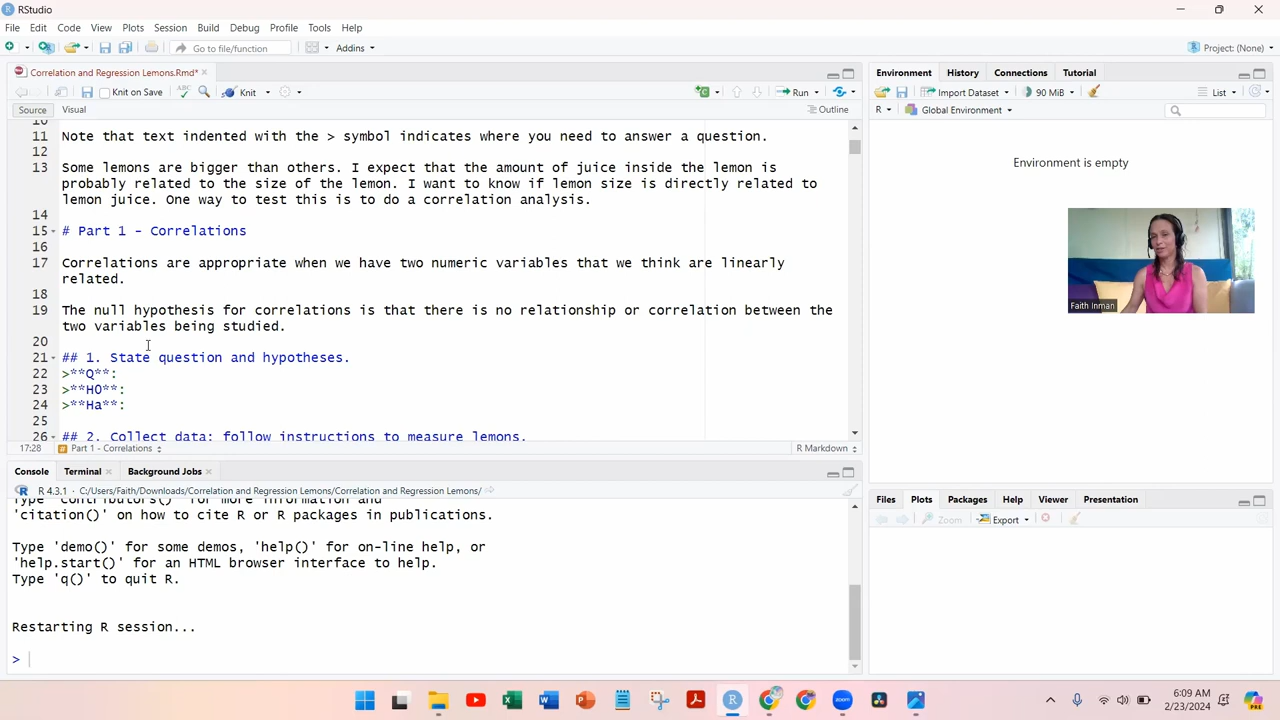 RStudio
File Edit Code View Plots Session Build Debug Profile Tools Help
Go to file/function Addins Project: (None)
Correlation and Regression Lemons.Rmd*
Knit on Save Knit Run
Source Visual Outline
10
11 Note that text indented with the > symbol indicates where you need to answer a question.
12
13 Some lemons are bigger than others. I expect that the amount of juice inside the lemon is
probably related to the size of the lemon. I want to know if lemon size is directly related to
lemon juice. One way to test this is to do a correlation analysis.
14
15 # Part 1 - Correlations
16
17 Correlations are appropriate when we have two numeric variables that we think are linearly
related.
18
19 The null hypothesis for correlations is that there is no relationship or correlation between the
two variables being studied.
20
21 ## 1. State question and hypotheses.
22 >**Q**:
23 >**H0**:
24 >**Ha**:
25
26 ## 2. Collect data: follow instructions to measure lemons.
17:28 Part 1 - Correlations R Markdown
Console Terminal Background Jobs
R 4.3.1 · C:/Users/Faith/Downloads/Correlation and Regression Lemons/Correlation and Regression Lemons/
Type 'contributors()' for more information and
'citation()' on how to cite R or R packages in publications.
Type 'demo()' for some demos, 'help()' for on-line help, or
'help.start()' for an HTML browser interface to help.
Type 'q()' to quit R.
Restarting R session...
>
Environment History Connections Tutorial
Import Dataset 90 MiB List
R Global Environment
Environment is empty
Faith Inman
Files Plots Packages Help Viewer Presentation
Zoom Export
zoom
PRE
6:09 AM
2/23/2024